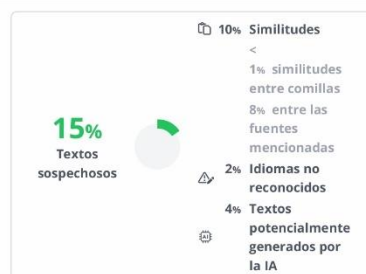 15%
Textos
sospechosos
10% Similitudes
<
1% similitudes
entre comillas
8% entre las
fuentes
mencionadas
2% Idiomas no
reconocidos
4% Textos
potencialmente
generados por
la IA
AI